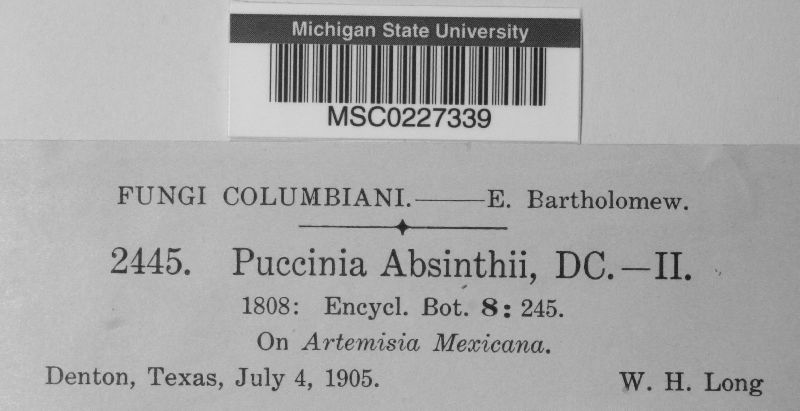 Michigan State University
MSC0227339
FUNGI COLUMBIANI.——E. Bartholomew.
2445. Puccinia Absinthii, DC.—II.
1808: Encycl. Bot. 8: 245.
On Artemisia Mexicana.
Denton, Texas, July 4, 1905. W. H. Long